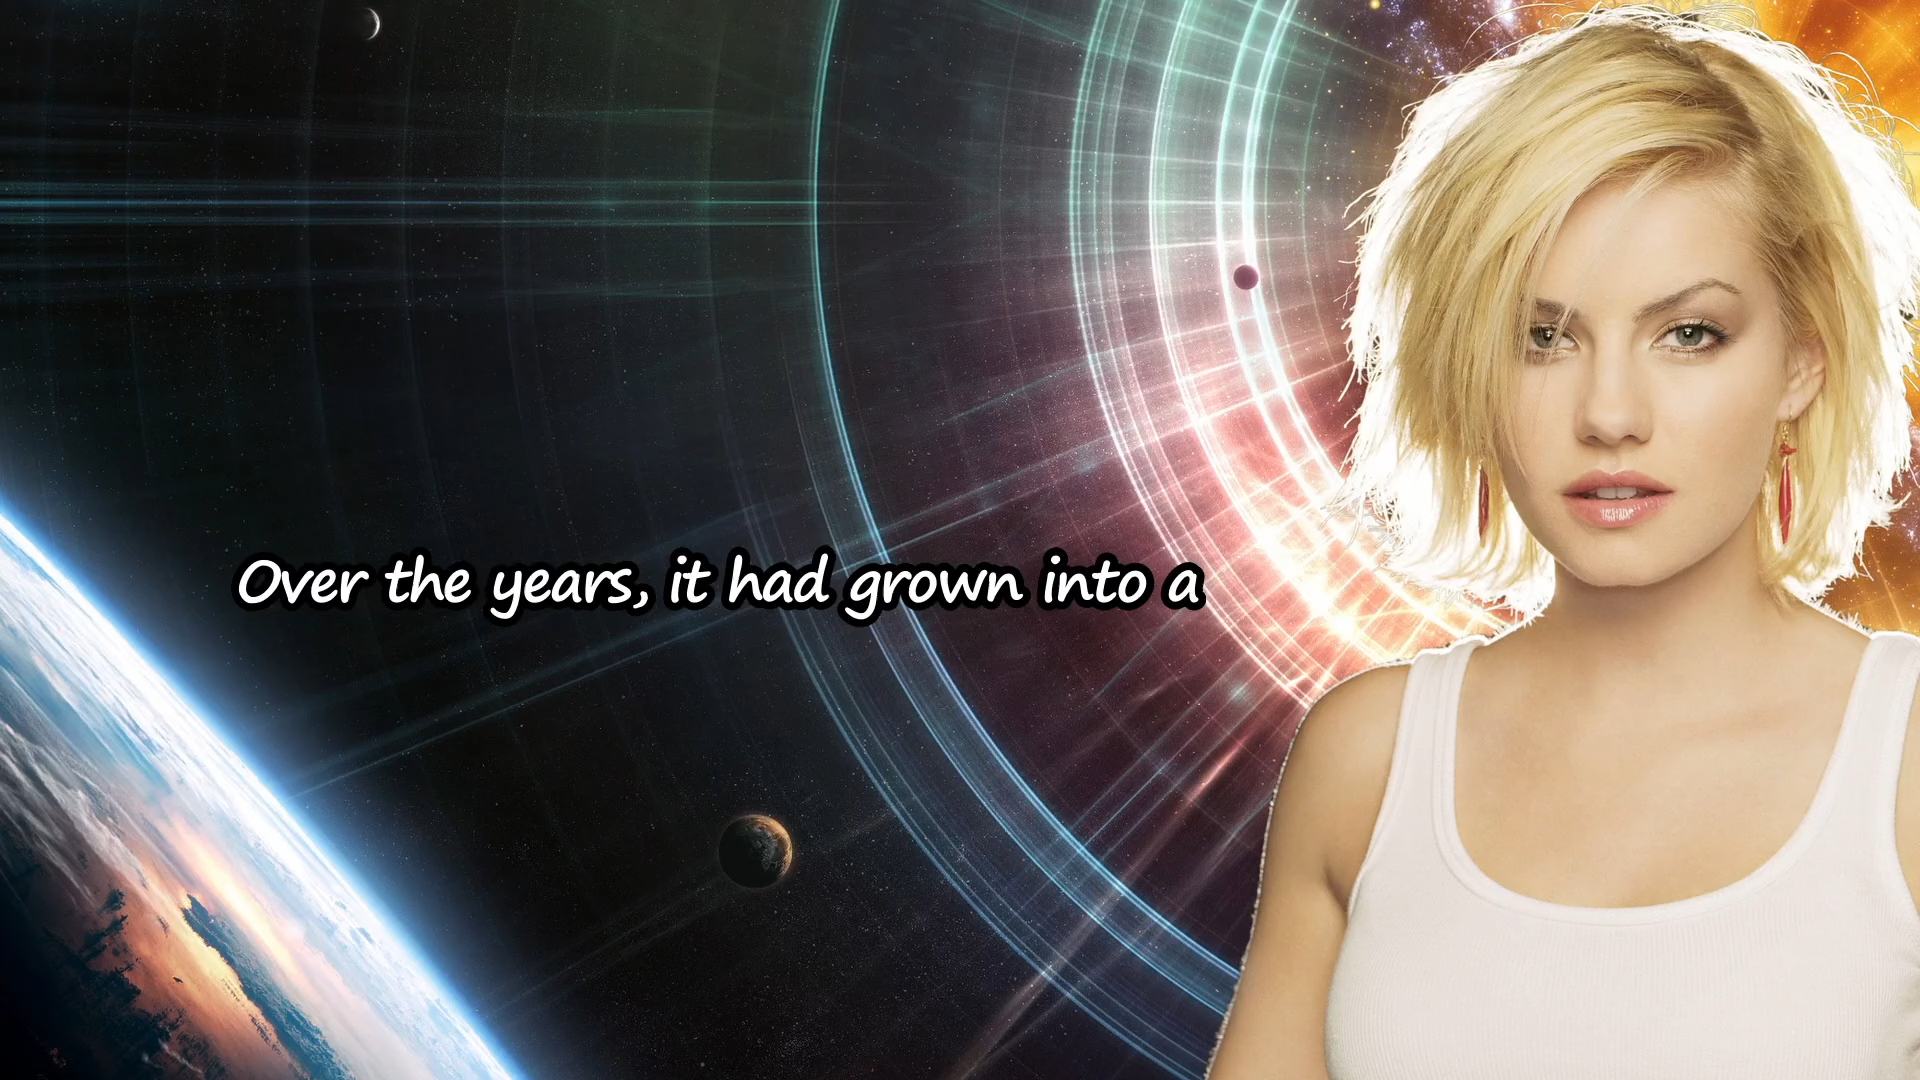 Over the years, it had grown into a